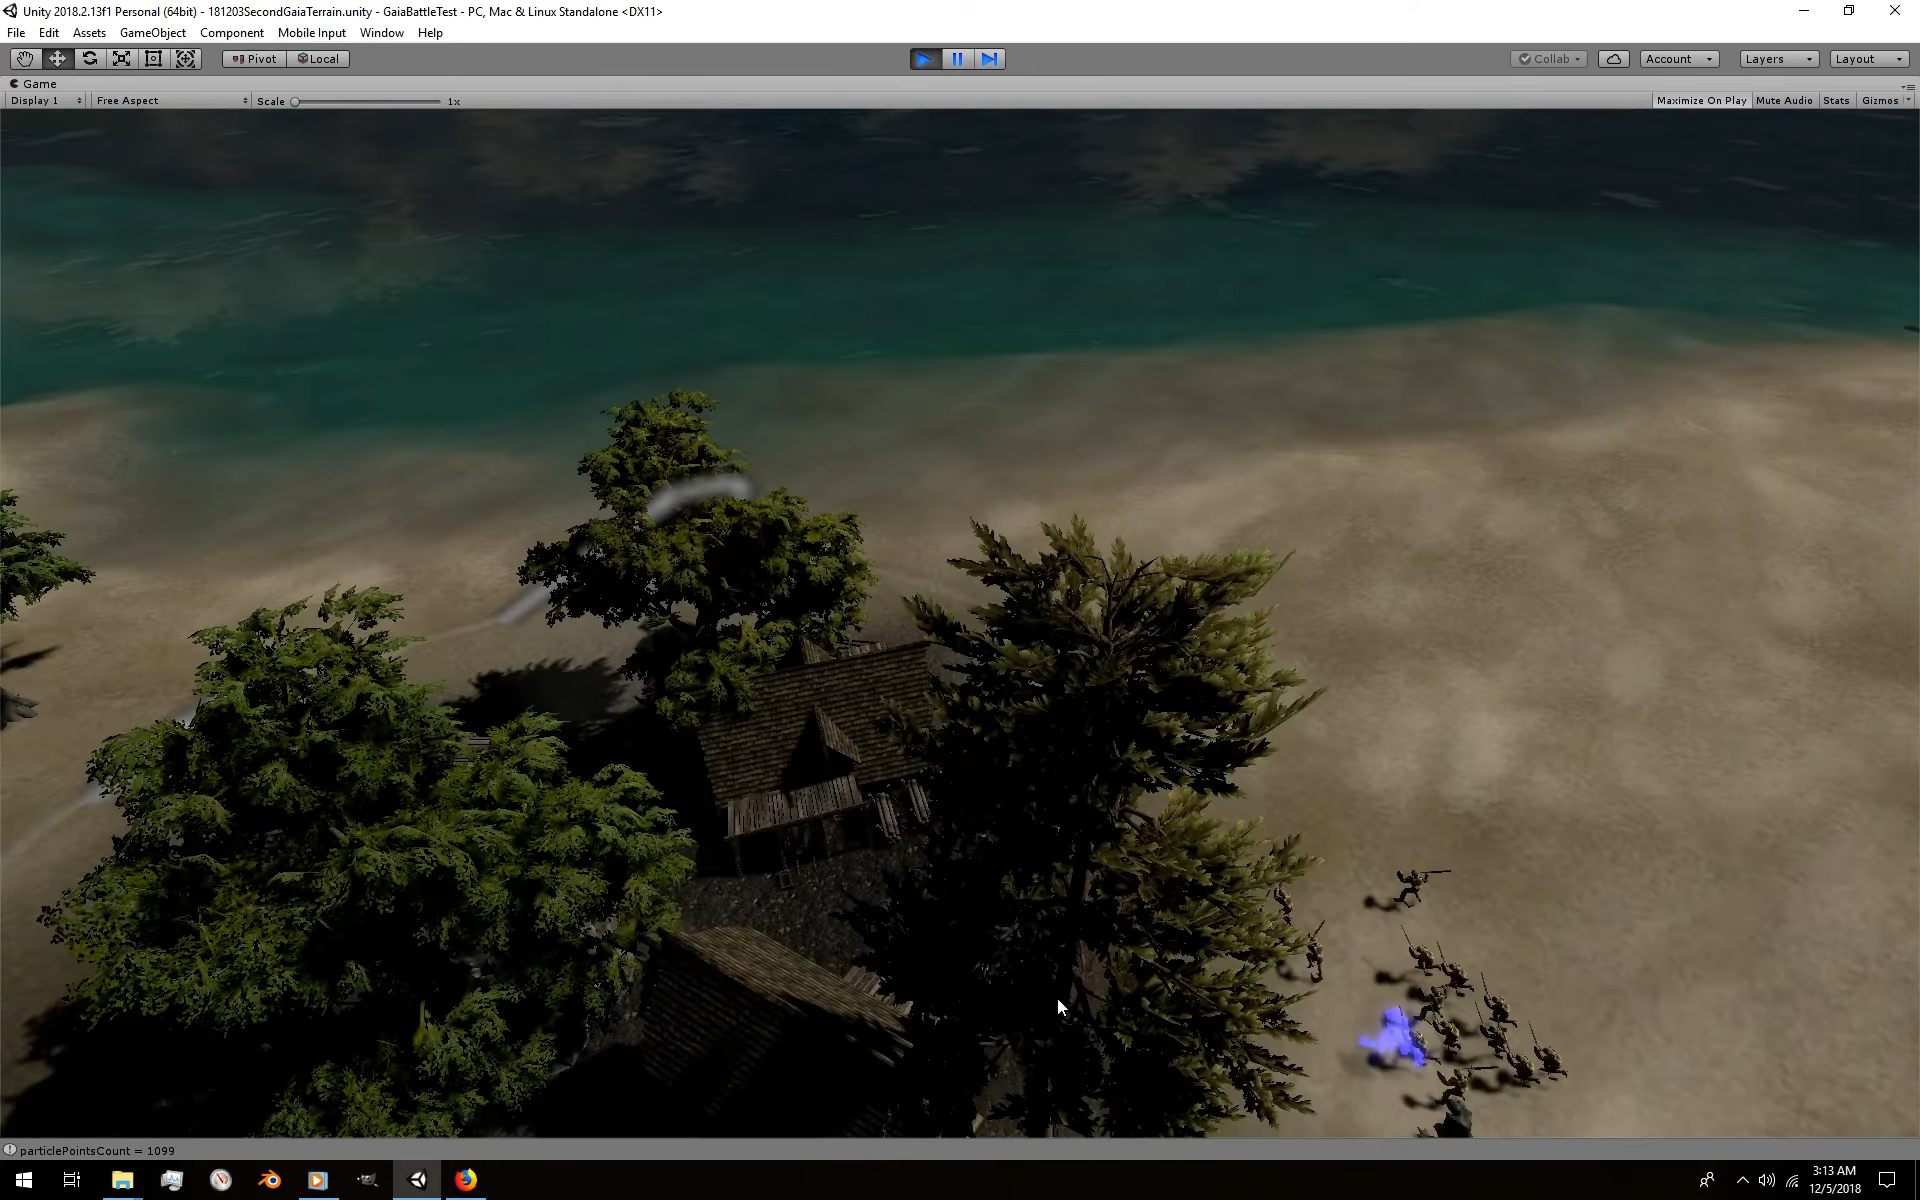 Unity 2018.2.13f1 Personal (64bit) - 181203SecondGaiaTerrain.unity - GaiaBattleTest - PC, Mac & Linux Standalone <DX11>
File Edit Assets GameObject Component Mobile Input Window Help
Pivot Local Collab Account Layers Layout
Game
Display 1 Free Aspect Scale 1x Maximize On Play Mute Audio Stats Gizmos
particlePointsCount = 1099
3:13 AM
12/5/2018